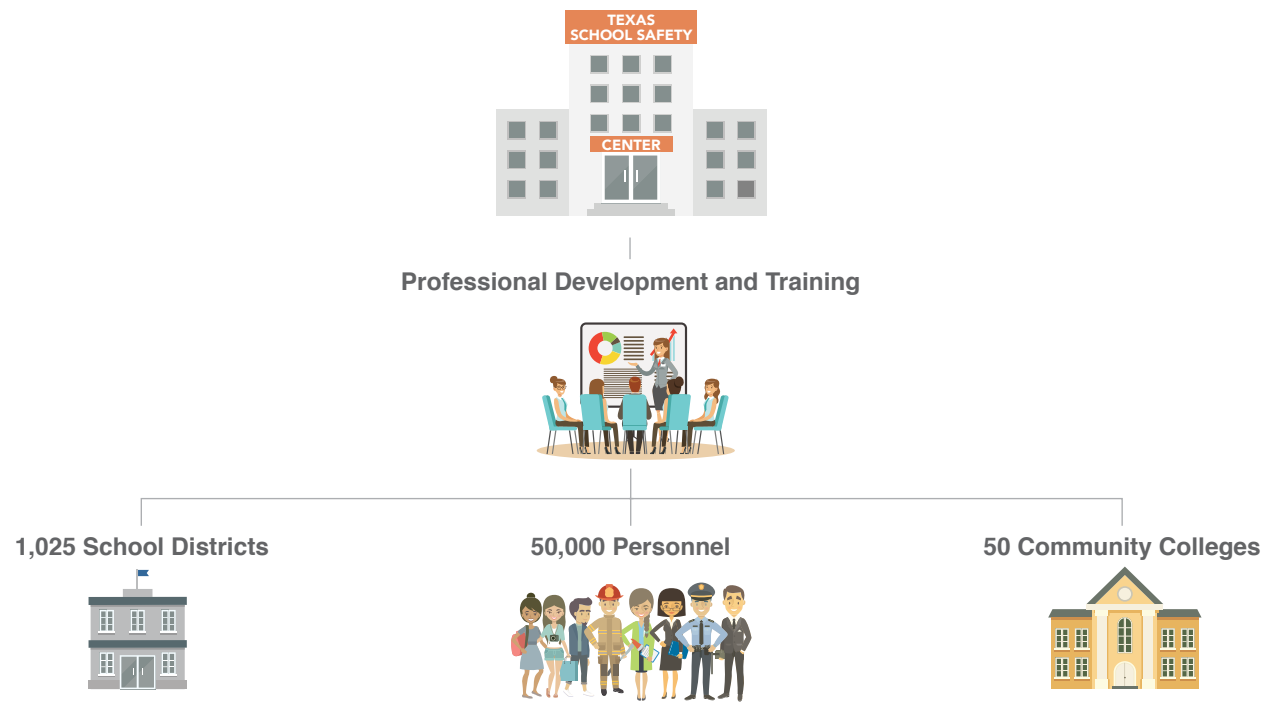 TEXAS
SCHOOL SAFETY
CENTER
Professional Development and Training
1,025 School Districts
50,000 Personnel
50 Community Colleges